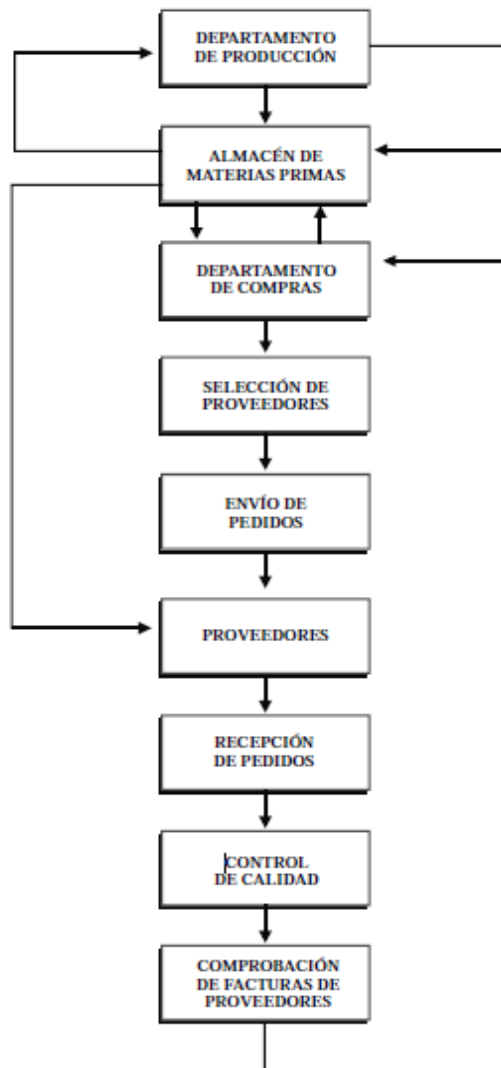 DEPARTAMENTO
DE PRODUCCIÓN
ALMACÉN DE
MATERIAS PRIMAS
DEPARTAMENTO
DE COMPRAS
SELECCIÓN DE
PROVEEDORES
ENVÍO DE
PEDIDOS
PROVEEDORES
RECEPCIÓN
DE PEDIDOS
CONTROL
DE CALIDAD
COMPROBACIÓN
DE FACTURAS DE
PROVEEDORES